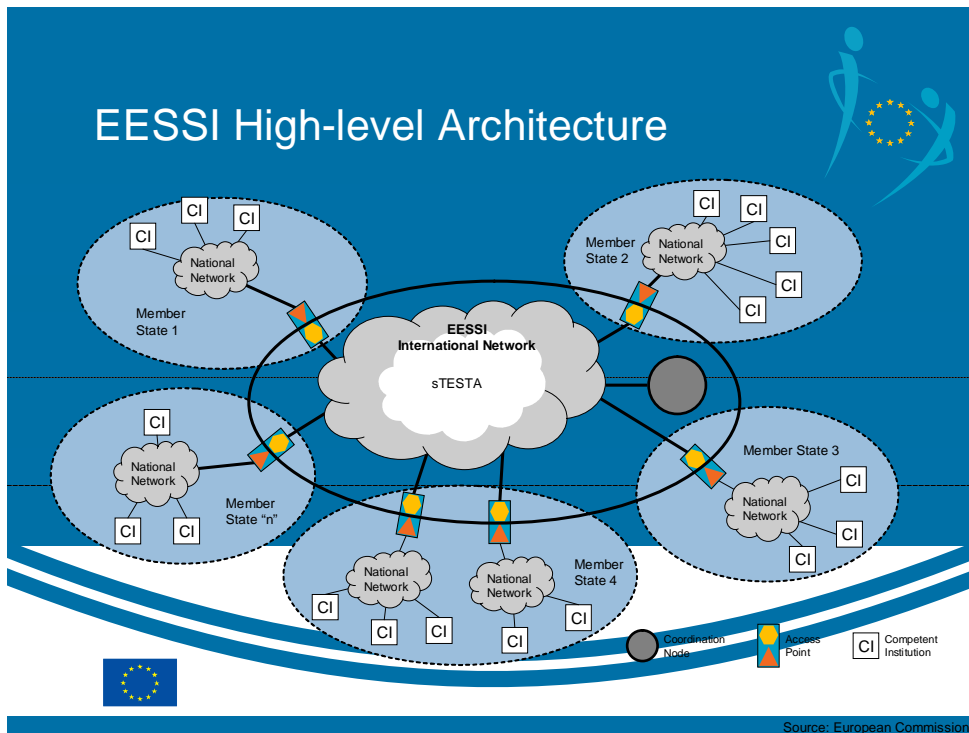 EESSI High-level Architecture
CI
CI
CI
National
Network
Member
State 1
Member
State 2
CI
CI
CI
CI
CI
National
Network
EESSI
International Network
sTESTA
CI
National
Network
CI
CI
Member
State “n”
Member State 3
CI
National
Network
CI
CI
National
Network
CI
CI
CI
National
Network
CI
CI
Member
State 4
Coordination
Node
Access
Point
CI
Competent
Institution
Source: European Commission